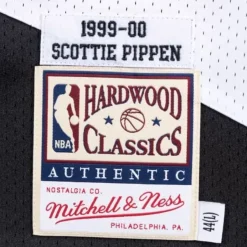 1999-00
SCOTTIE PIPPEN
NBA
HARDWOOD
CLASSICS
AUTHENTIC
NOSTALGIA CO.
Mitchell & Ness
PHILADELPHIA, PA.
44(L)